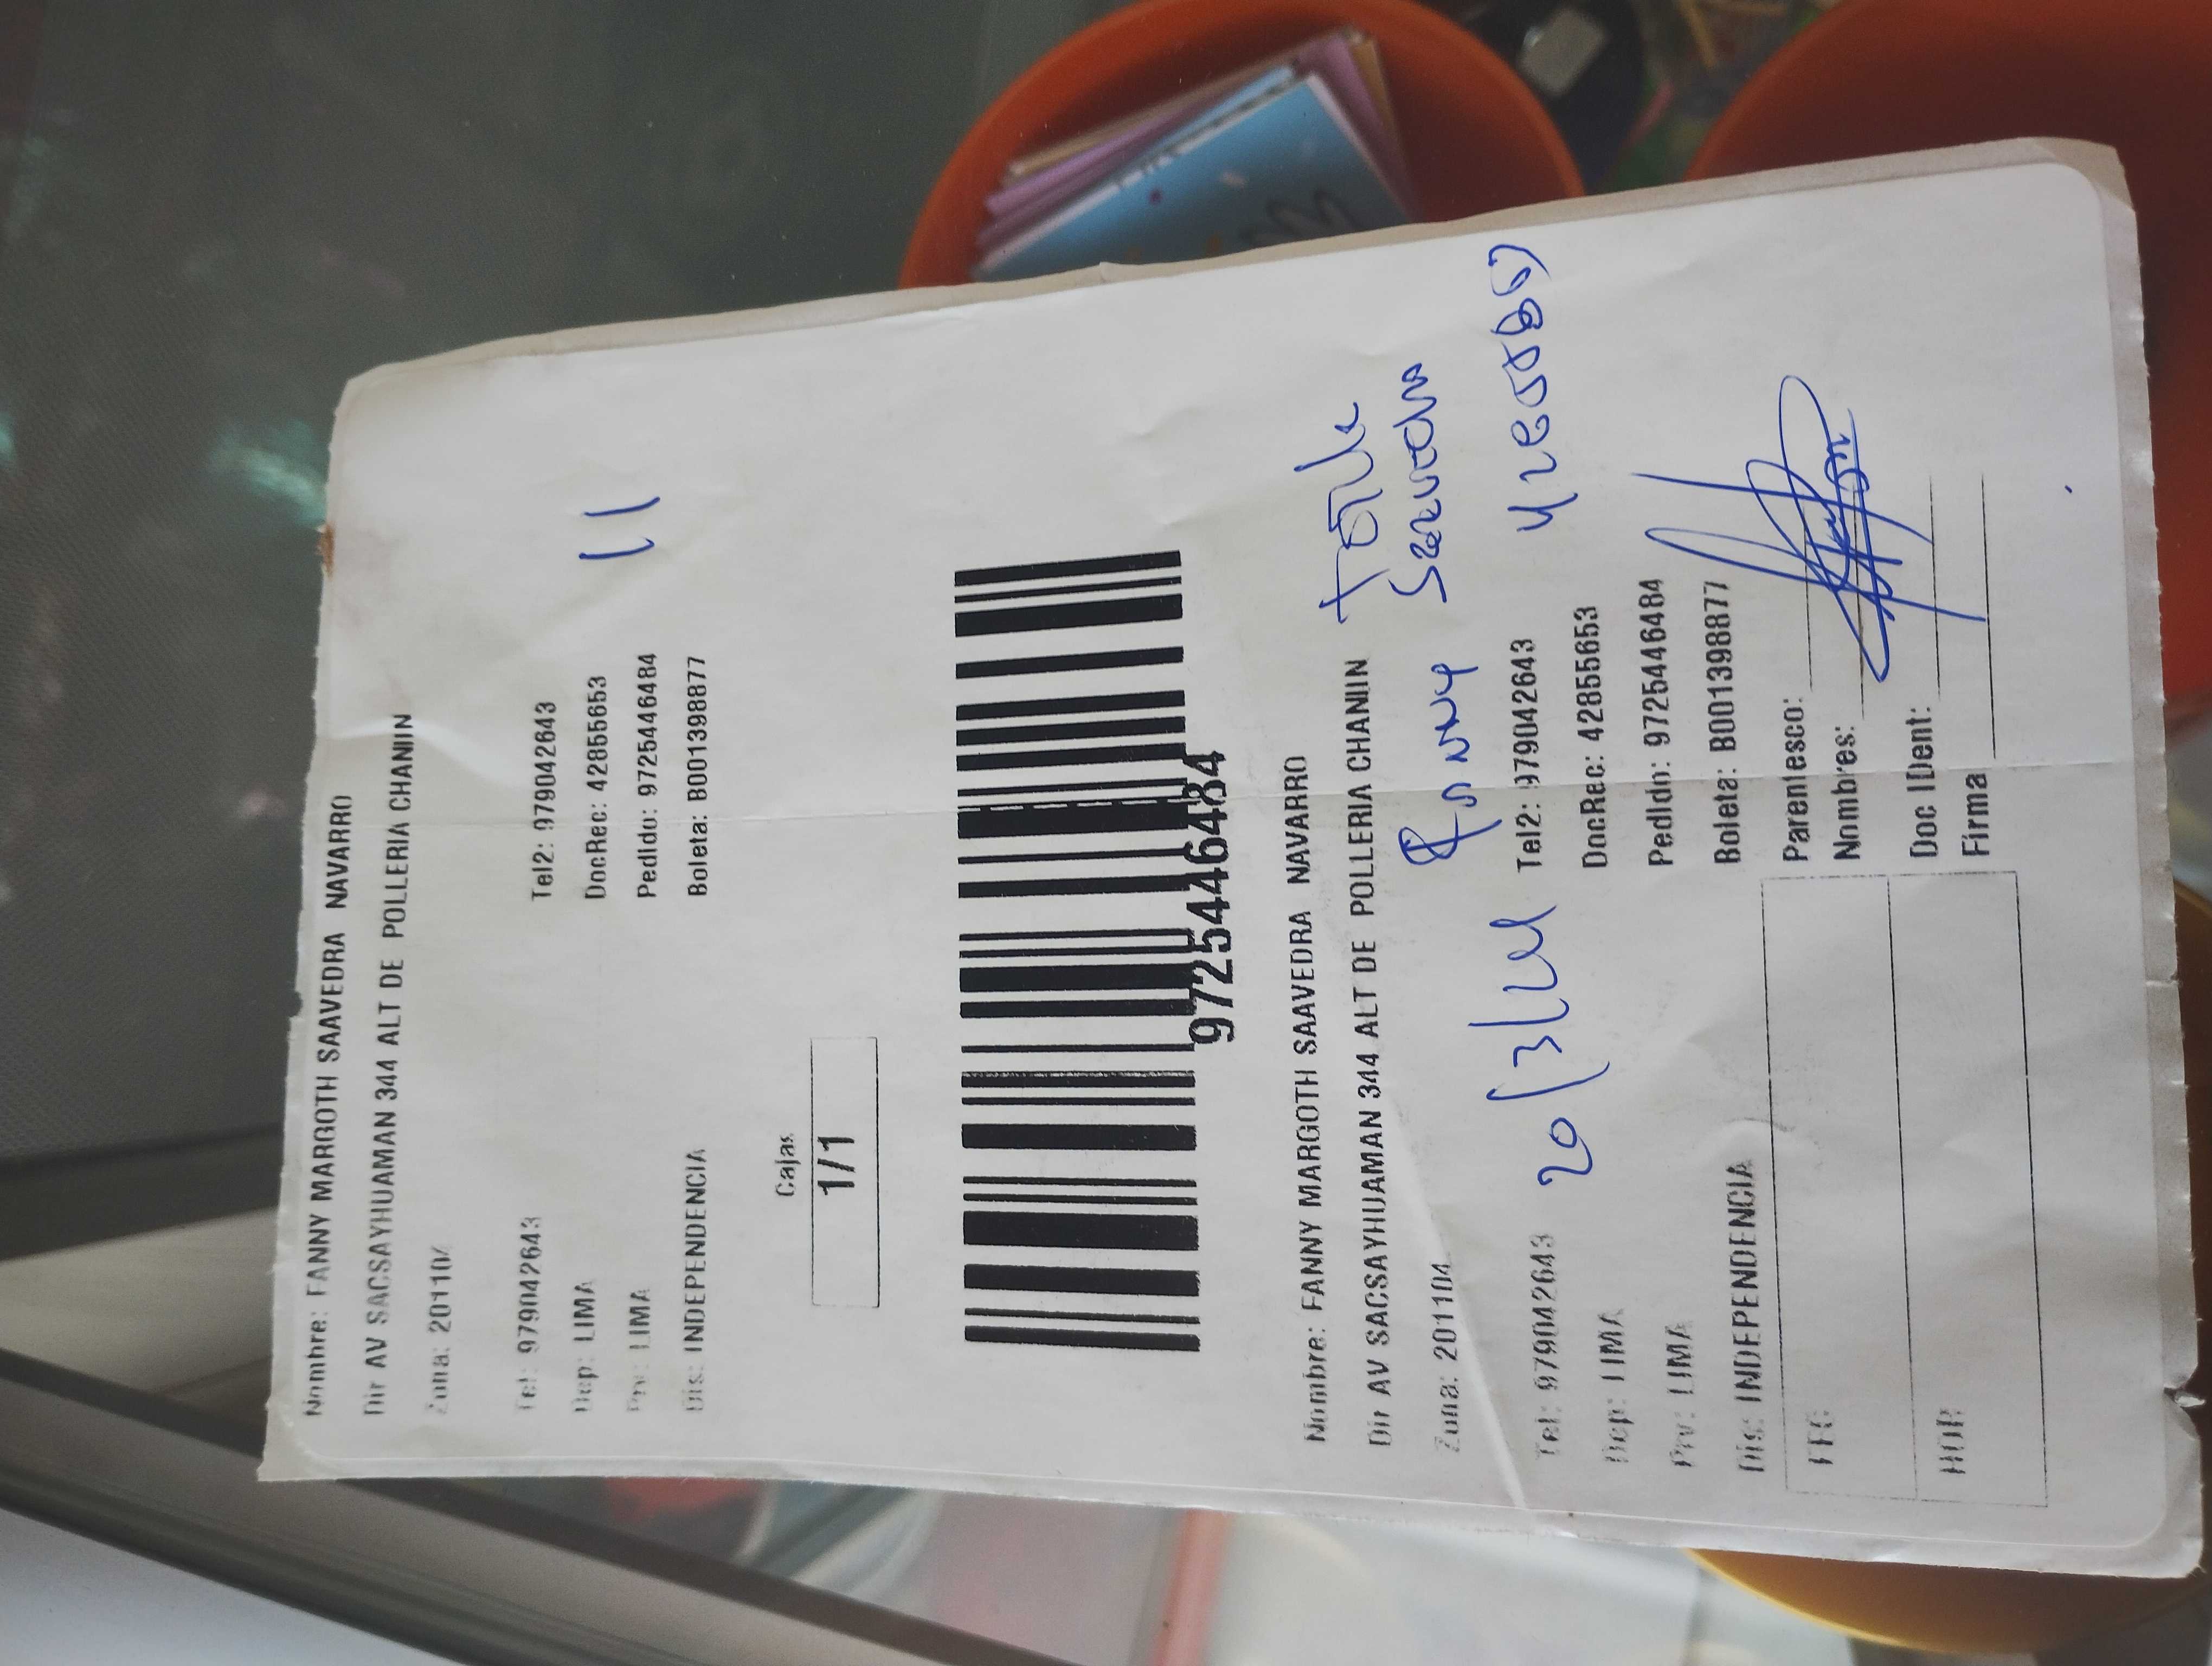 Nombre: FANNY MARGOTH SAAVEDRA NAVARRO
Dir AV SACSAYHUAMAN 344 ALT DE POLLERIA CHANIIN
Zona: 201104
Tel: 979042643 Tel2: 979042643
Dep: LIMA DocRec: 42855653
Prv: LIMA Pedido: 9725446484
Dis: INDEPENDENCIA Boleta: B001398877
11
Cajas
1/1
9725446484
Nombre: FANNY MARGOTH SAAVEDRA NAVARRO
Dir AV SACSAYHUAMAN 344 ALT DE POLLERIA CHANIIN
Zona: 201104
Fanny
Tel: 979042643 Tel2: 979042643
Dep: LIMA DocRec: 42855653
Prv: LIMA Pedido: 9725446484
Dis: INDEPENDENCIA Boleta: B001398877
FEC Parentesco:
Nombres:
HOR Doc IDent:
Firma